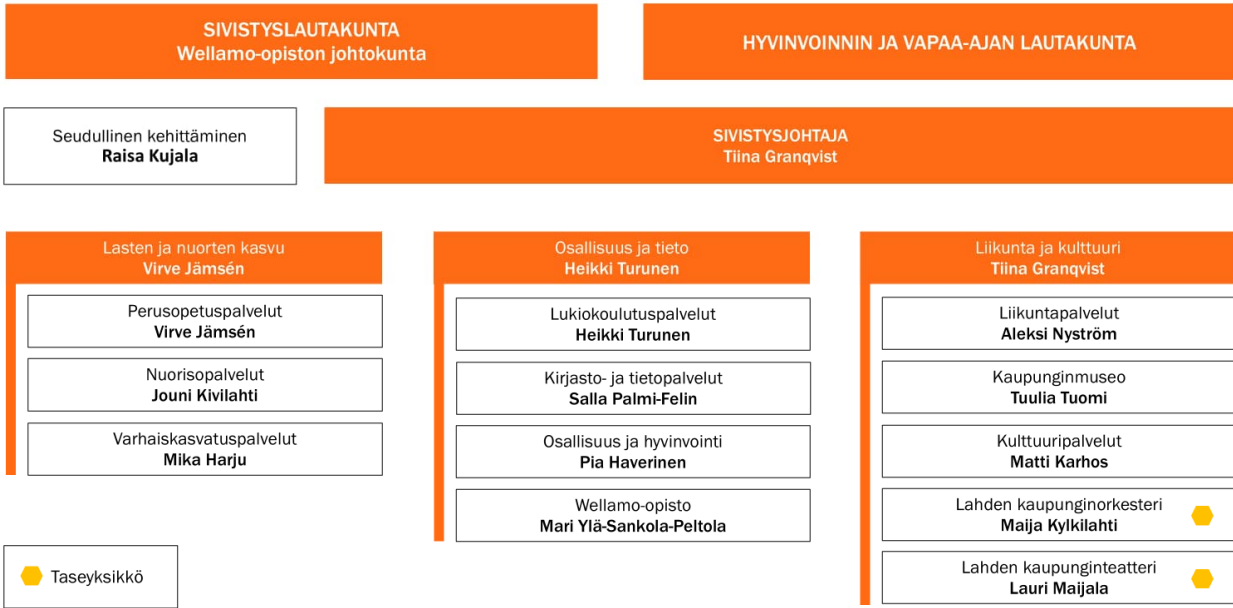 SIVISTYSLAUTAKUNTA
Wellamo-opiston johtokunta
HYVINVOINNIN JA VAPAA-AJAN LAUTAKUNTA
Seudullinen kehittäminen
Raisa Kujala
SIVISTYSJOHTAJA
Tiina Granqvist
Lasten ja nuorten kasvu
Virve Jämsén
Perusopetuspalvelut
Virve Jämsén
Nuorisopalvelut
Jouni Kivilahti
Varhaiskasvatuspalvelut
Mika Harju
Osallisuus ja tieto
Heikki Turunen
Lukiokoulutuspalvelut
Heikki Turunen
Kirjasto- ja tietopalvelut
Salla Palmi-Felin
Osallisuus ja hyvinvointi
Pia Haverinen
Wellamo-opisto
Mari Ylä-Sankola-Peltola
Liikunta ja kulttuuri
Tiina Granqvist
Liikuntapalvelut
Aleksi Nyström
Kaupunginmuseo
Tuulia Tuomi
Kulttuuripalvelut
Matti Karhos
Lahden kaupunginorkesteri
Maija Kylkilahti
Lahden kaupunginteatteri
Lauri Maijala
Taseyksikkö